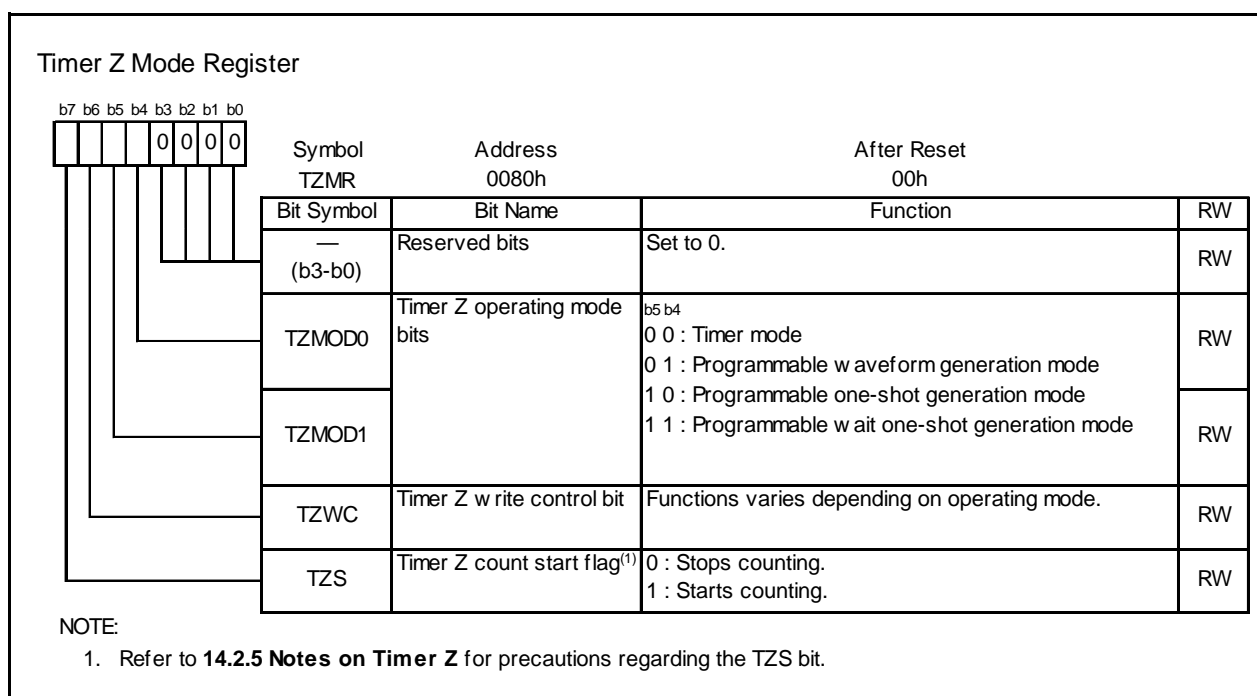 Timer Z Mode Register
b7 b6 b5 b4 b3 b2 b1 b0
0 0 0 0
Symbol Address After Reset
TZMR 0080h 00h
Bit Symbol Bit Name Function RW
—
(b3-b0)
Reserved bits
Set to 0.
RW
TZMOD0
Timer Z operating mode
bits
b5 b4
0 0 : Timer mode
0 1 : Programmable waveform generation mode
1 0 : Programmable one-shot generation mode
1 1 : Programmable wait one-shot generation mode
RW
TZMOD1
RW
TZWC
Timer Z write control bit
Functions varies depending on operating mode.
RW
TZS
Timer Z count start flag(1)
0 : Stops counting.
1 : Starts counting.
RW
NOTE:
1. Refer to 14.2.5 Notes on Timer Z for precautions regarding the TZS bit.